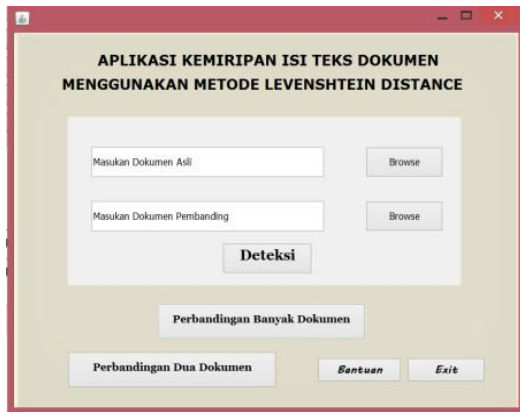 APLIKASI KEMIRIPAN ISI TEKS DOKUMEN
MENGGUNAKAN METODE LEVENSHTEIN DISTANCE
Masukan Dokumen Asli
Browse
Masukan Dokumen Pembanding
Browse
Deteksi
Perbandingan Banyak Dokumen
Perbandingan Dua Dokumen
Bantuan
Exit